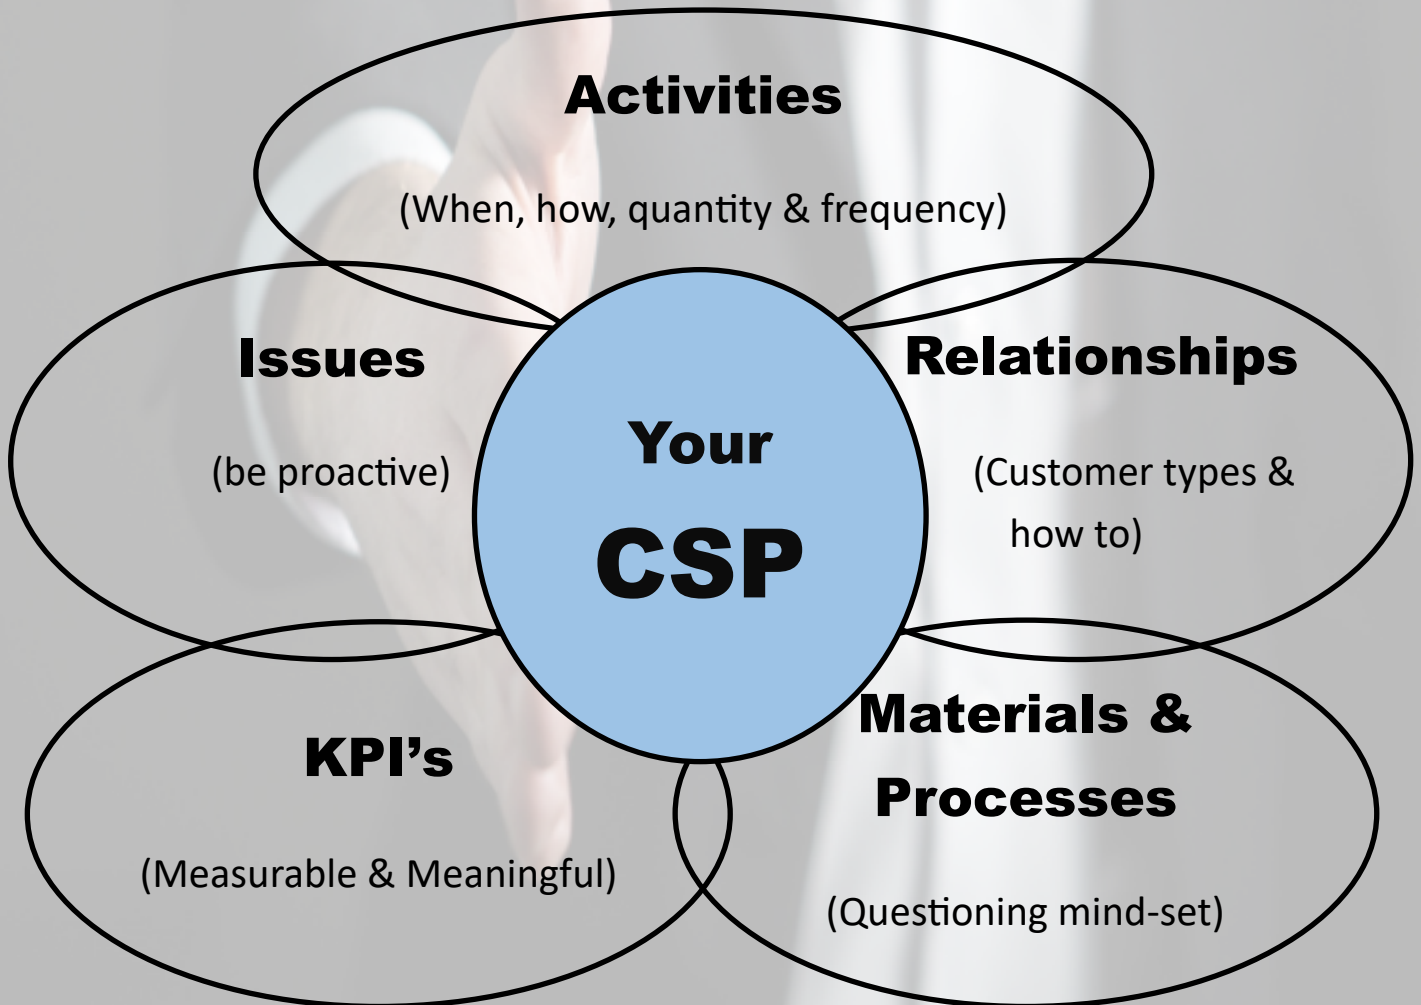 Activities
(When, how, quantity & frequency)
Issues
(be proactive)
Your
CSP
Relationships
(Customer types &
how to)
KPI’s
(Measurable & Meaningful)
Materials &
Processes
(Questioning mind-set)